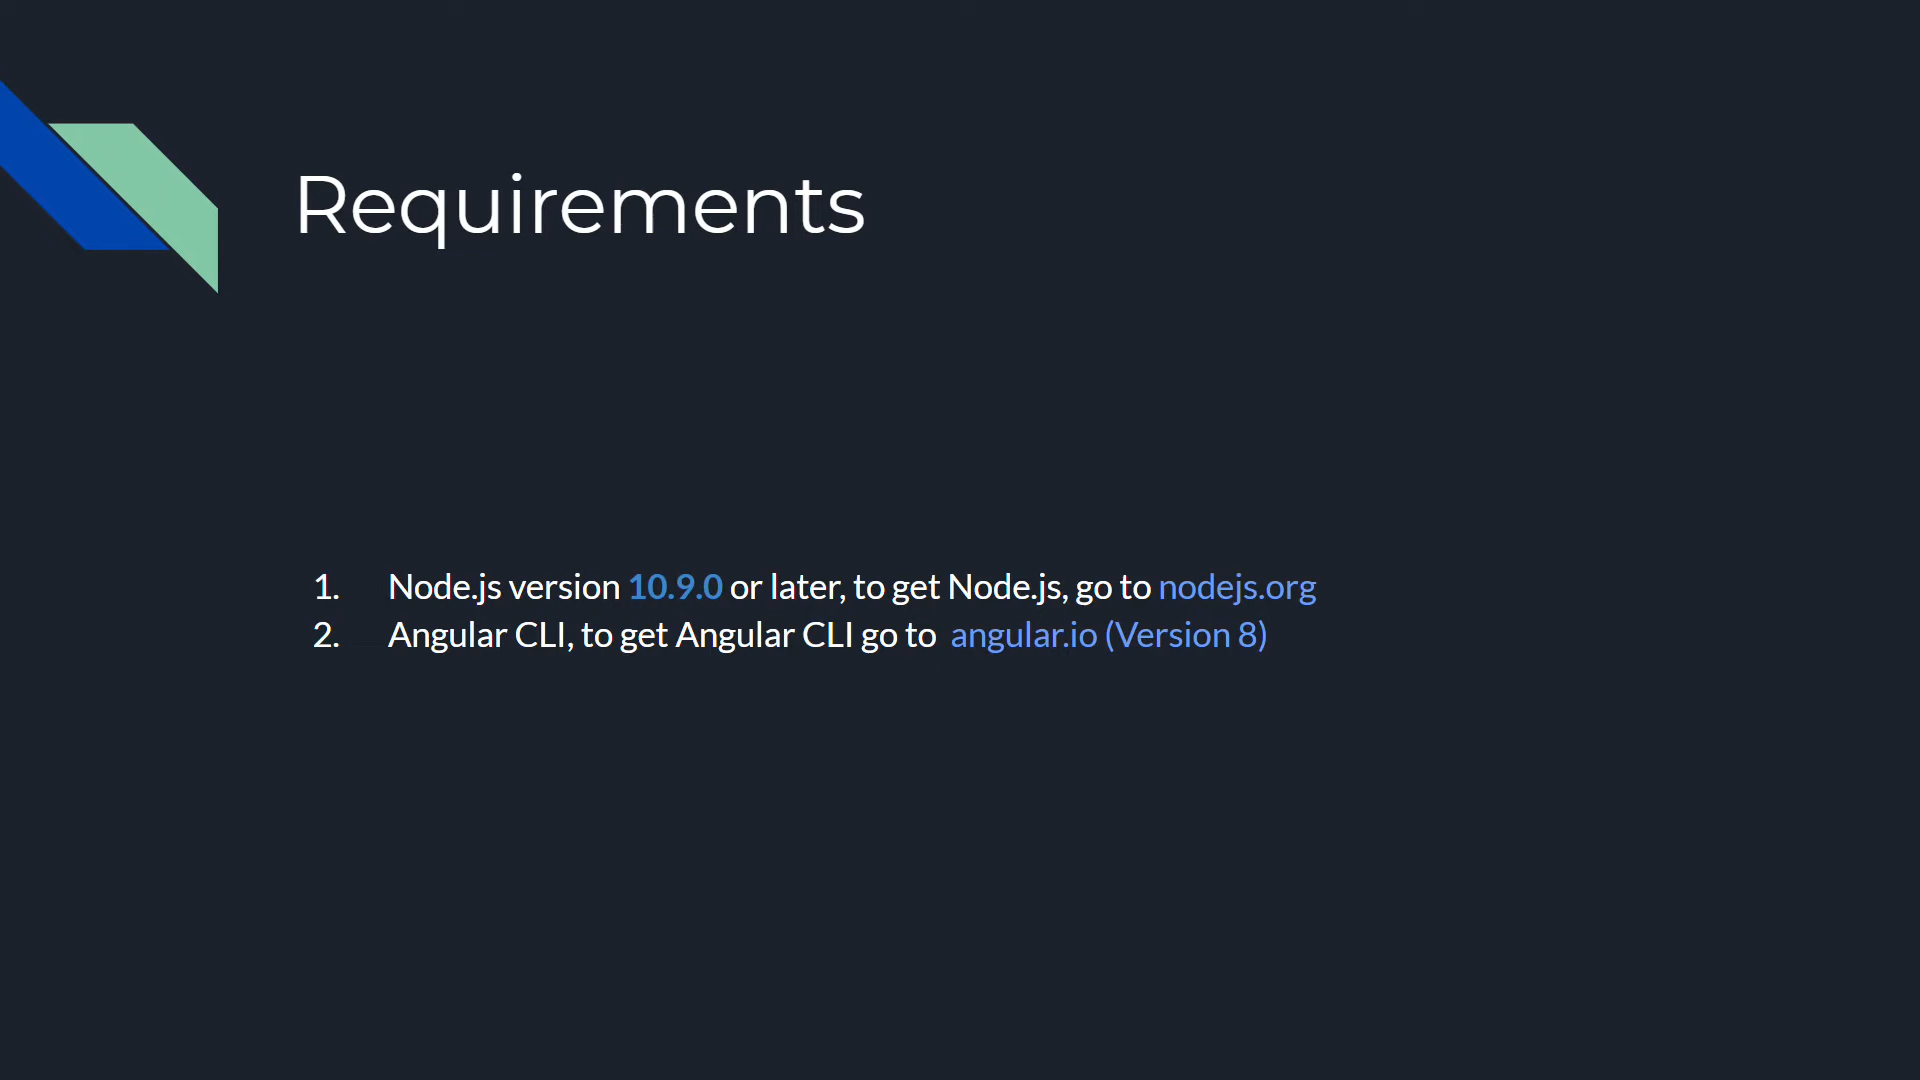 Requirements
1. Node.js version 10.9.0 or later, to get Node.js, go to nodejs.org
2. Angular CLI, to get Angular CLI go to angular.io (Version 8)